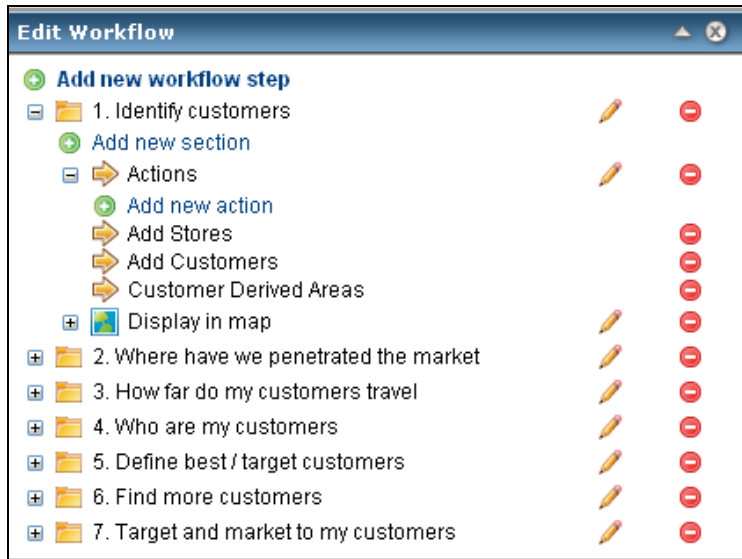 Edit Workflow
Add new workflow step
1. Identify customers
Add new section
Actions
Add new action
Add Stores
Add Customers
Customer Derived Areas
Display in map
2. Where have we penetrated the market
3. How far do my customers travel
4. Who are my customers
5. Define best / target customers
6. Find more customers
7. Target and market to my customers